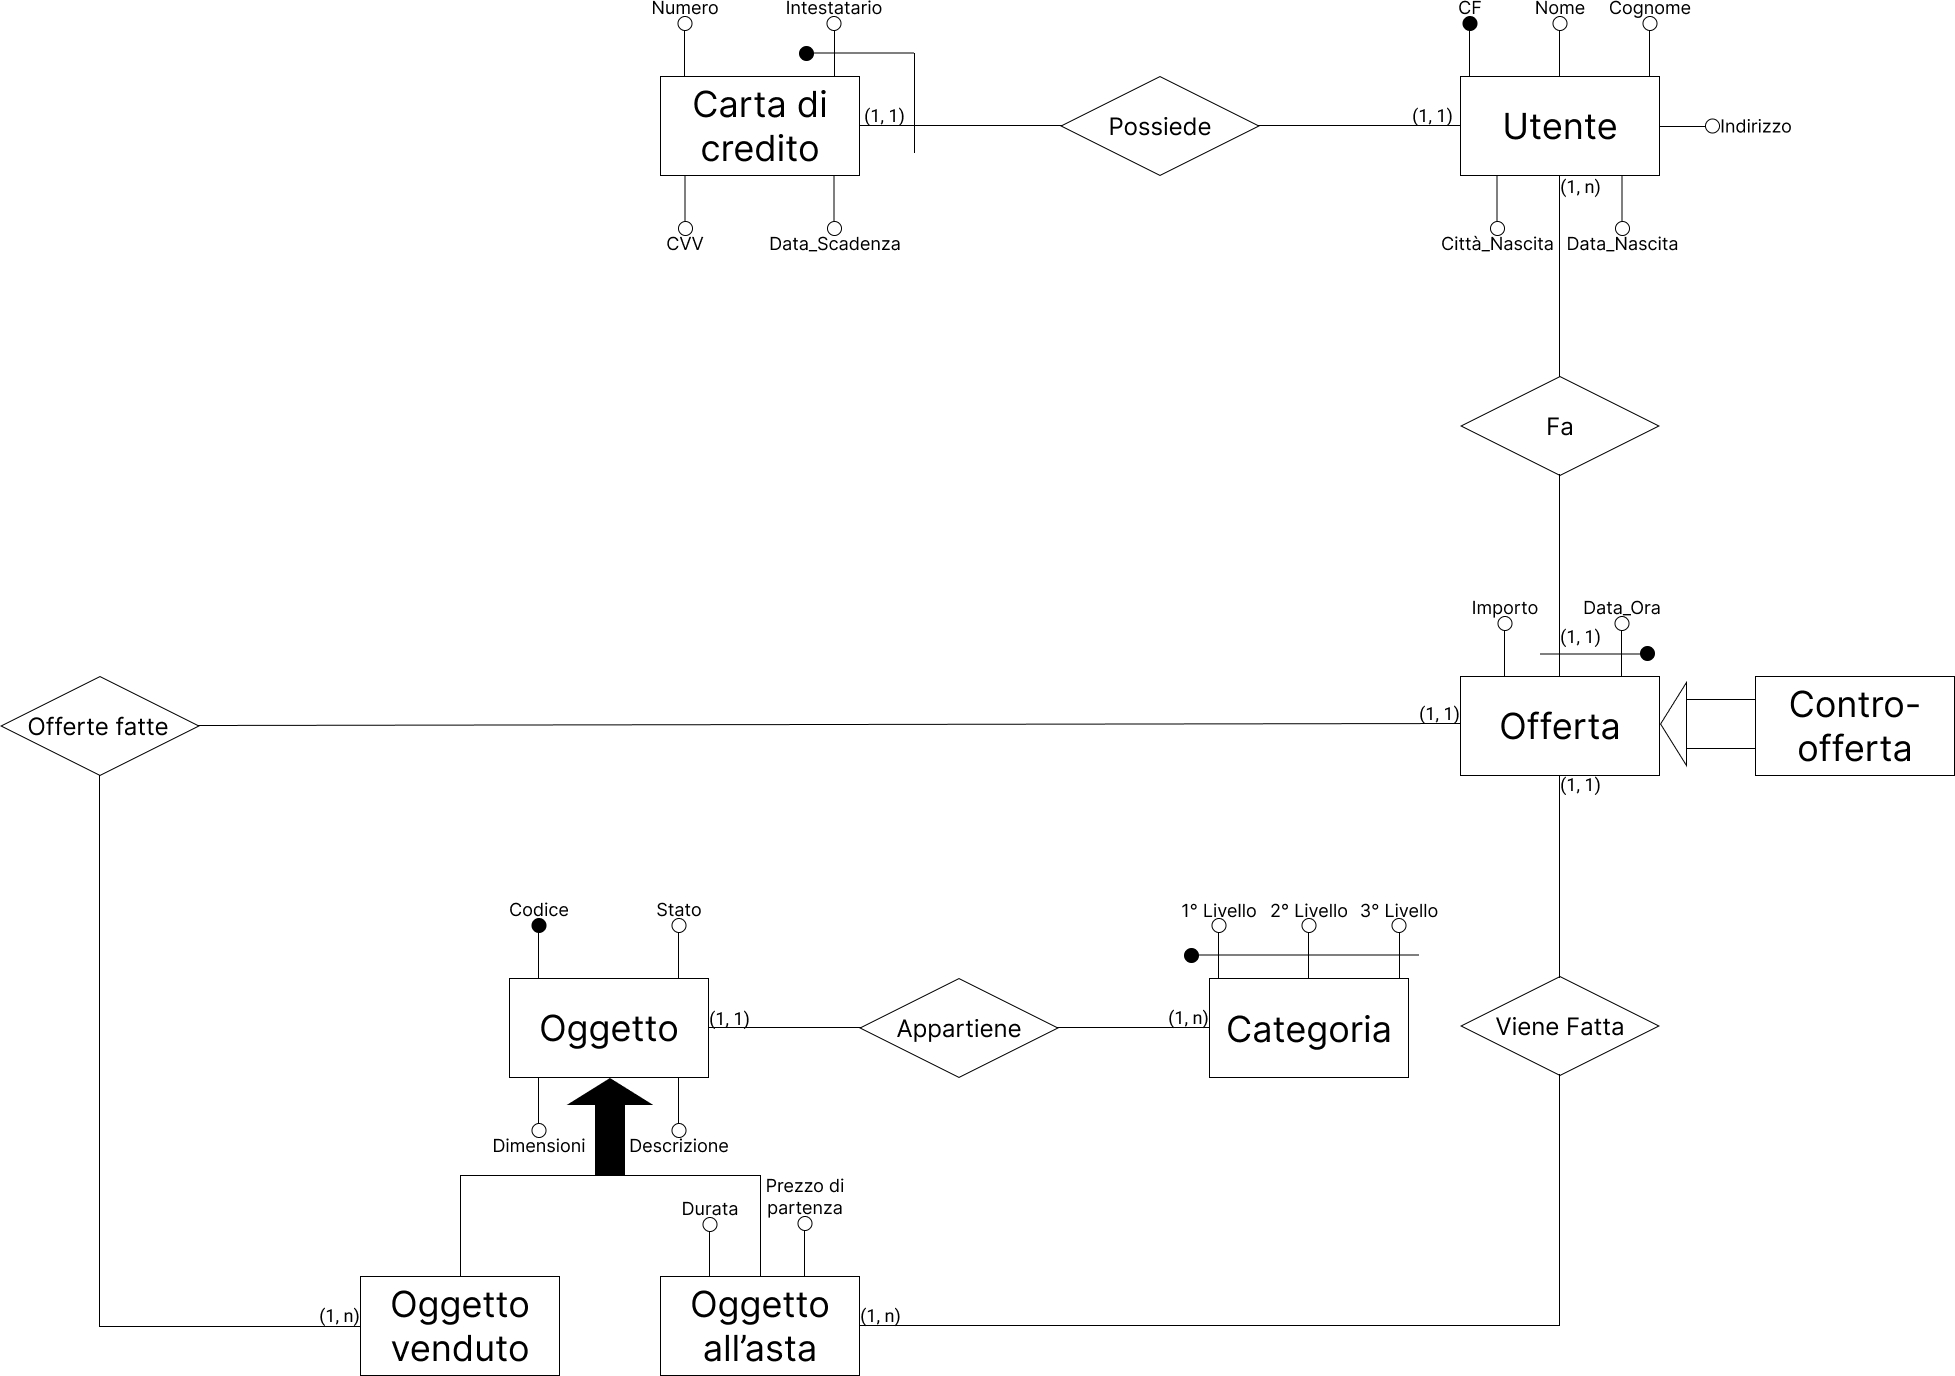 Numero
Intestatario
CF
Nome
Cognome
Carta di
credito
(1, 1)
Possiede
(1, 1)
Utente
Indirizzo
(1, n)
CVV
Data_Scadenza
Città_Nascita
Data_Nascita
Fa
Importo
Data_Ora
(1, 1)
Offerte fatte
(1, 1)
Offerta
Contro-
offerta
(1, 1)
Codice
Stato
1° Livello
2° Livello
3° Livello
Oggetto
(1, 1)
Appartiene
(1, n)
Categoria
Viene Fatta
Dimensioni
Descrizione
Durata
Prezzo di
partenza
(1, n)
Oggetto
venduto
Oggetto
all’asta
(1, n)